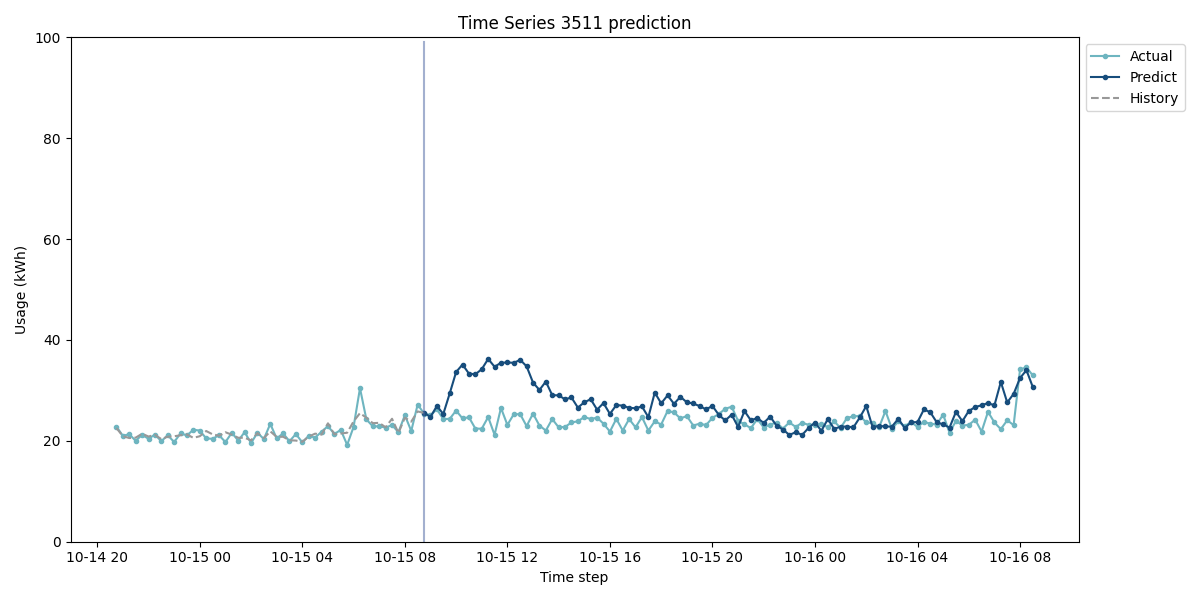 Time Series 3511 prediction
100
80
60
40
20
0
Usage (kWh)
10-14 20
10-15 00
10-15 04
10-15 08
10-15 12
10-15 16
10-15 20
10-16 00
10-16 04
10-16 08
Time step
Actual
Predict
History